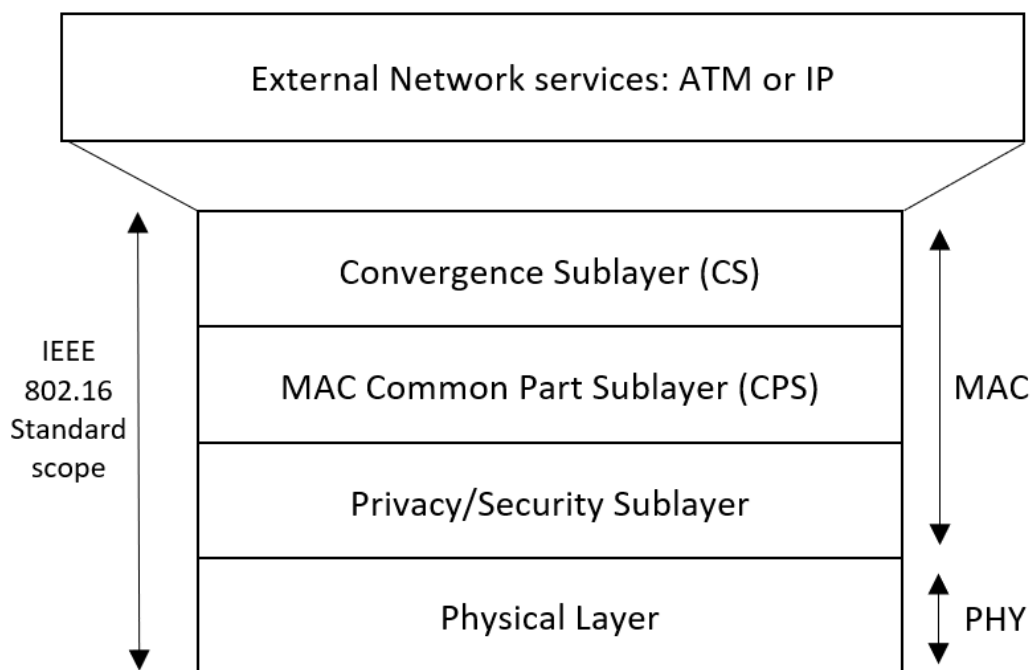 External Network services: ATM or IP
Convergence Sublayer (CS)
IEEE
802.16
Standard
scope
MAC Common Part Sublayer (CPS)
MAC
Privacy/Security Sublayer
Physical Layer
PHY